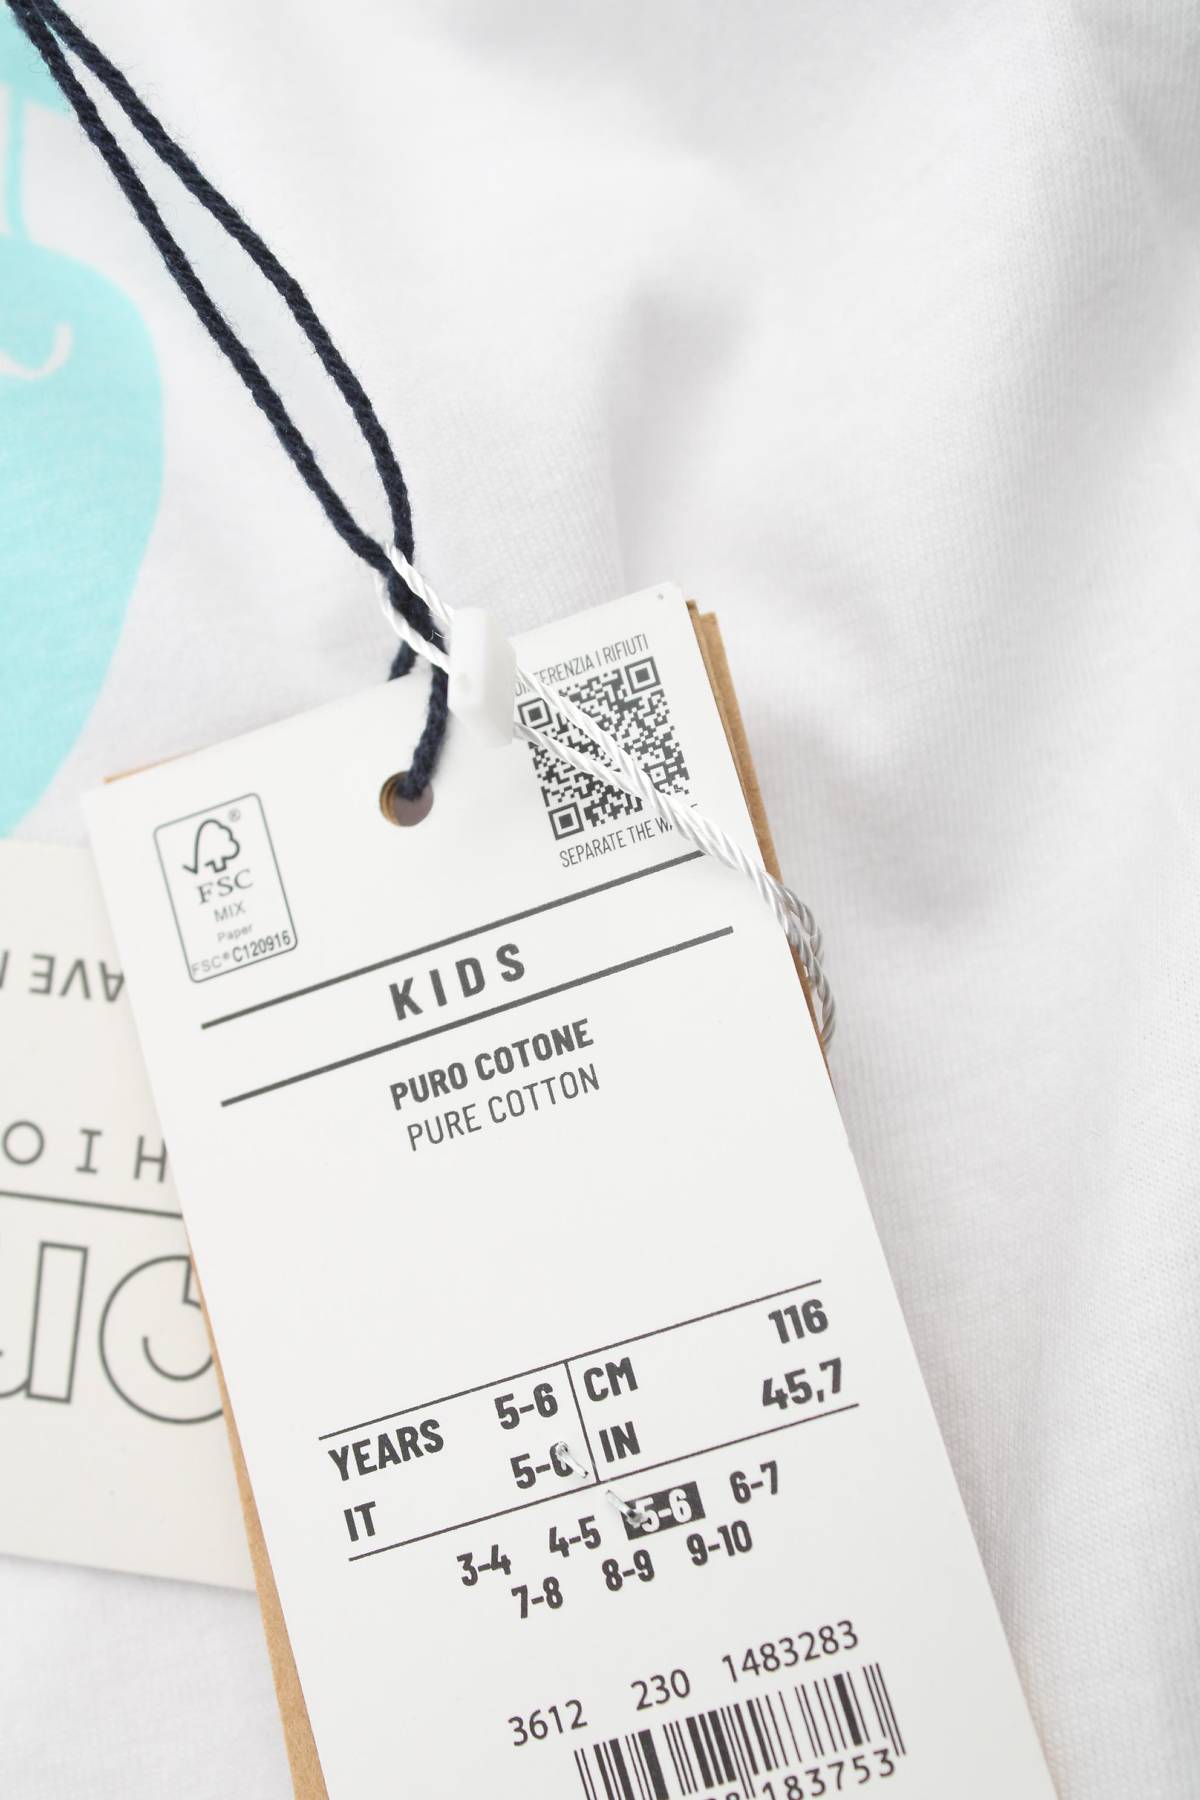 DIFFERENZIA I RIFIUTI
SEPARATE THE
FSC®
MIX
Paper
FSC® C120916
KIDS
PURO COTONE
PURE COTTON
YEARS 5-6 CM 116
IT 5-6 IN 45,7
3-4 4-5 5-6 6-7
7-8 8-9 9-10
3612 230 1483283
183753